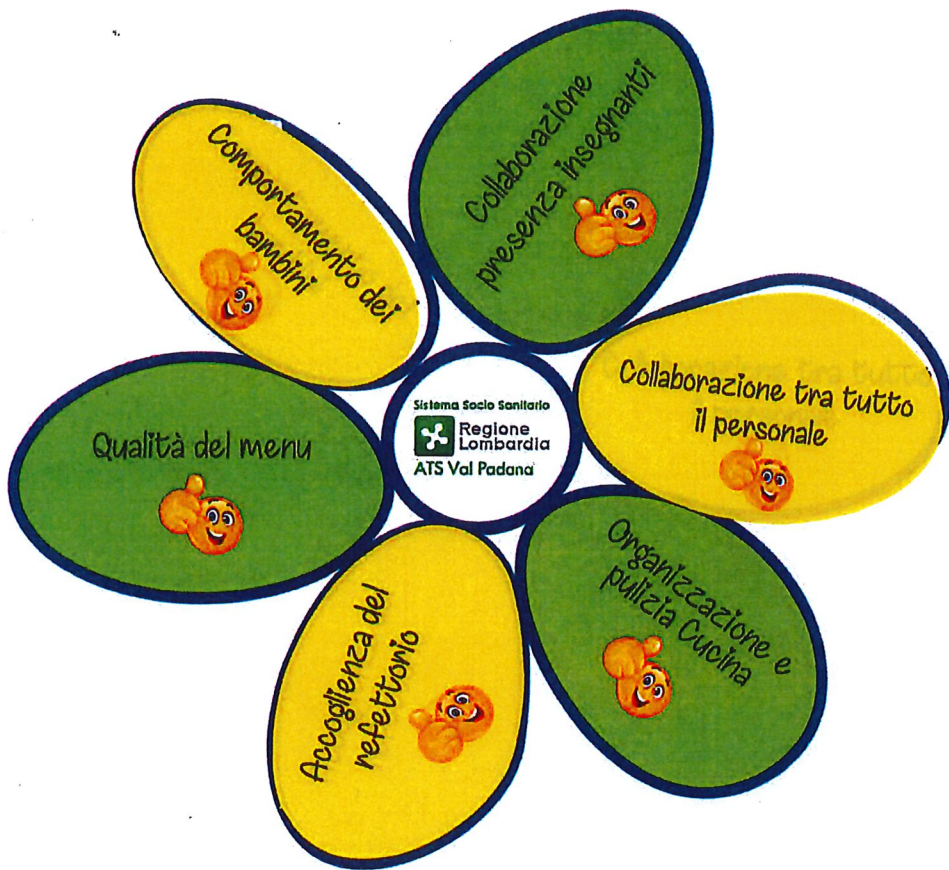 Comportamento dei
bambini
Collaborazione
presenza insegnanti
Collaborazione tra tutto
il personale
Organizzazione e
pulizia Cucina
Accoglienza del
refettorio
Qualità del menu
Sistema Socio Sanitario
Regione
Lombardia
ATS Val Padana